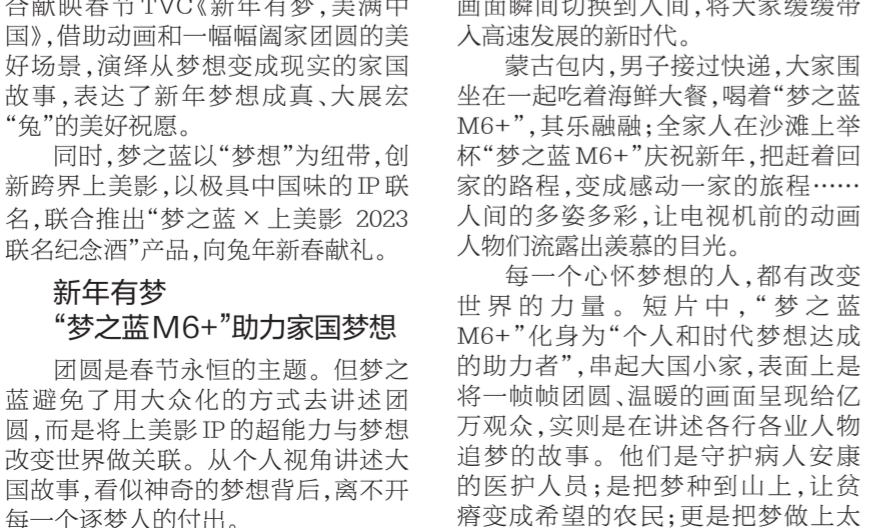 合献映春节TVC《新年有梦,美满中
国》,借助动画和一幅幅阖家团圆的美
好场景,演绎从梦想变成现实的家国
故事,表达了新年梦想成真、大展宏
“兔”的美好祝愿。
同时,梦之蓝以“梦想”为纽带,创
新跨界上美影,以极具中国味的IP联
名,联合推出“梦之蓝×上美影 2023
联名纪念酒”产品,向兔年新春献礼。
新年有梦
“梦之蓝M6+”助力家国梦想
团圆是春节永恒的主题。但梦之
蓝避免了用大众化的方式去讲述团
圆,而是将上美影IP的超能力与梦想
改变世界做关联。从个人视角讲述大
国故事,看似神奇的梦想背后,离不开
每一个逐梦人的付出。
画面瞬间切换到人间,将大家缓缓带
入高速发展的新时代。
蒙古包内,男子接过快递,大家围
坐在一起吃着海鲜大餐,喝着“梦之蓝
M6+”,其乐融融;全家人在沙滩上举
杯“梦之蓝M6+”庆祝新年,把赶着回
家的路程,变成感动一家的旅程……
人间的多姿多彩,让电视机前的动画
人物们流露出羡慕的目光。
每一个心怀梦想的人,都有改变
世界的力量。短片中,“梦之蓝
M6+”化身为“个人和时代梦想达成
的助力者”,串起大国小家,表面上是
将一帧帧团圆、温暖的画面呈现给亿
万观众,实则是在讲述各行各业人物
追梦的故事。他们是守护病人安康
的医护人员;是把梦种到山上,让贫
瘠变成希望的农民;更是把梦做上太